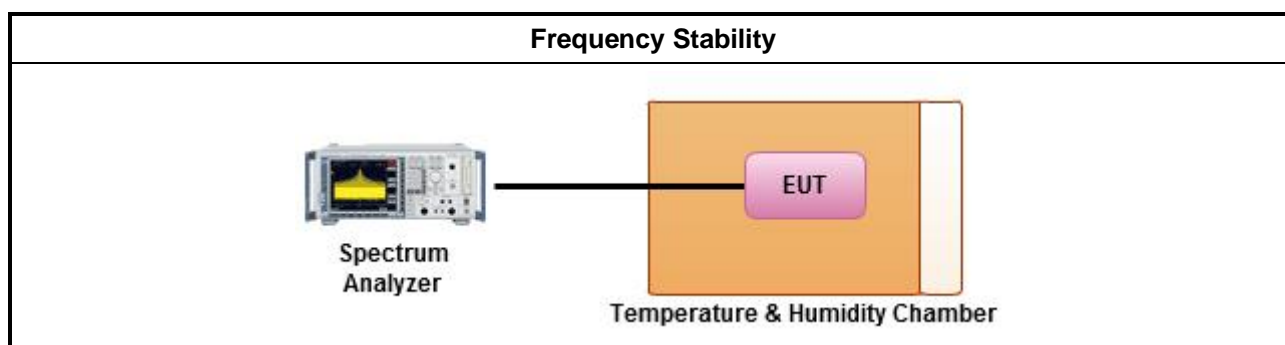 Frequency Stability
EUT
Spectrum
Analyzer
Temperature & Humidity Chamber